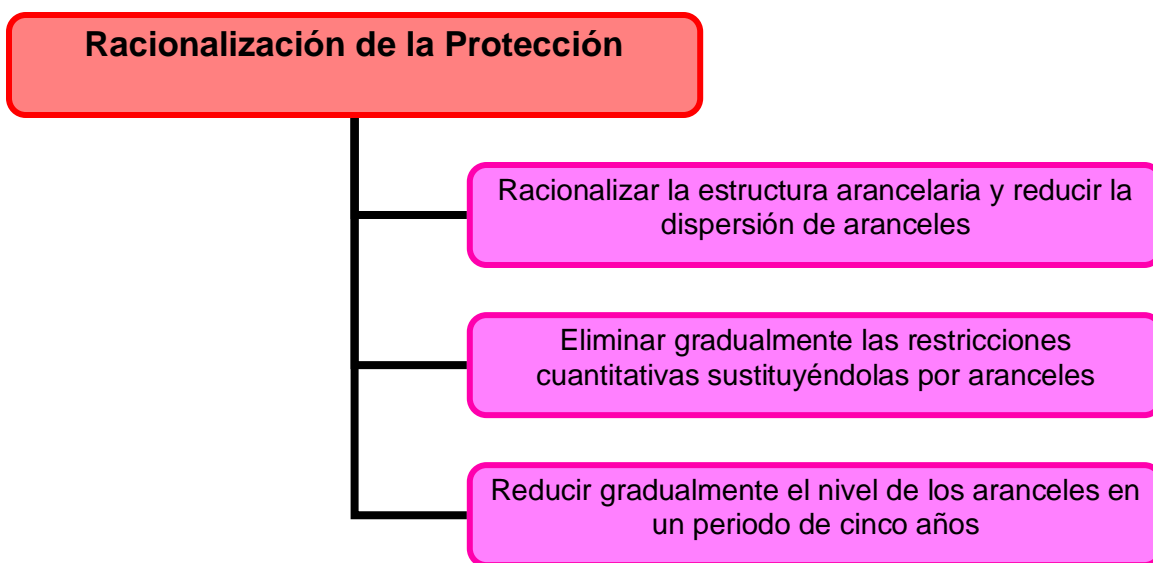 Racionalización de la Protección
Racionalizar la estructura arancelaria y reducir la
dispersión de aranceles
Eliminar gradualmente las restricciones
cuantitativas sustituyéndolas por aranceles
Reducir gradualmente el nivel de los aranceles en
un periodo de cinco años